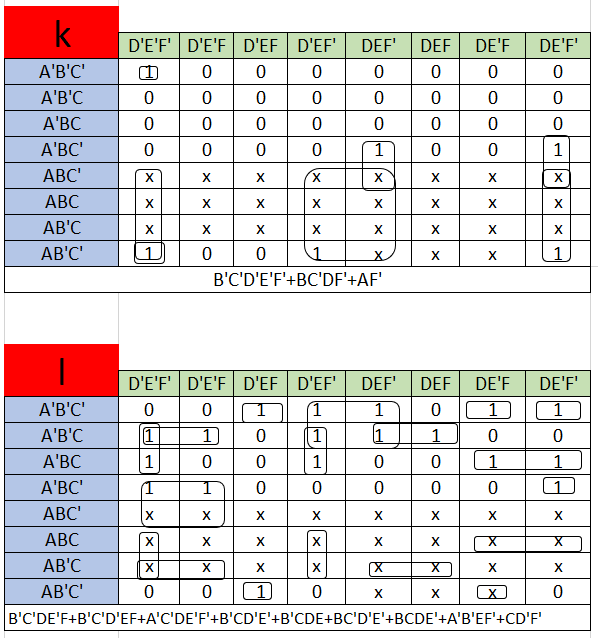 k D'E'F' D'E'F D'EF D'EF' DEF' DEF DE'F DE'F'
A'B'C' 1 0 0 0 0 0 0 0
A'B'C 0 0 0 0 0 0 0 0
A'BC 0 0 0 0 0 0 0 0
A'BC' 0 0 0 0 1 0 0 1
ABC' x x x x x x x x
ABC x x x x x x x x
AB'C x x x x x x x x
AB'C' 1 0 0 1 x x x 1
B'C'D'E'F'+BC'DF'+AF'
l D'E'F' D'E'F D'EF D'EF' DEF' DEF DE'F DE'F'
A'B'C' 0 0 1 1 1 0 1 1
A'B'C 1 1 0 1 1 1 0 0
A'BC 1 0 0 1 0 0 1 1
A'BC' 1 1 0 0 0 0 0 1
ABC' x x x x x x x x
ABC x x x x x x x x
AB'C x x x x x x x x
AB'C' 0 0 1 0 x x x 0
B'C'DE'F+B'C'D'EF+A'C'DE'F'+B'CD'E'+B'CDE+BC'D'E'+BCDE'+A'B'EF'+CD'F'